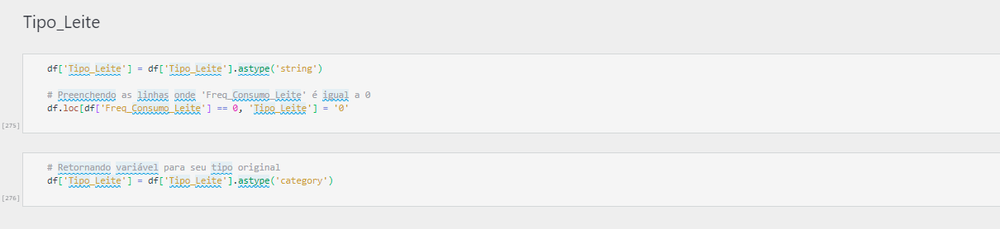 Tipo_Leite
df['Tipo_Leite'] = df['Tipo_Leite'].astype('string')
# Preenchendo as linhas onde 'Freq_Consumo_Leite' é igual a 0
df.loc[df['Freq_Consumo_Leite'] == 0, 'Tipo_Leite'] = '0'
[275]
# Retornando variável para seu tipo original
df['Tipo_Leite'] = df['Tipo_Leite'].astype('category')
[276]